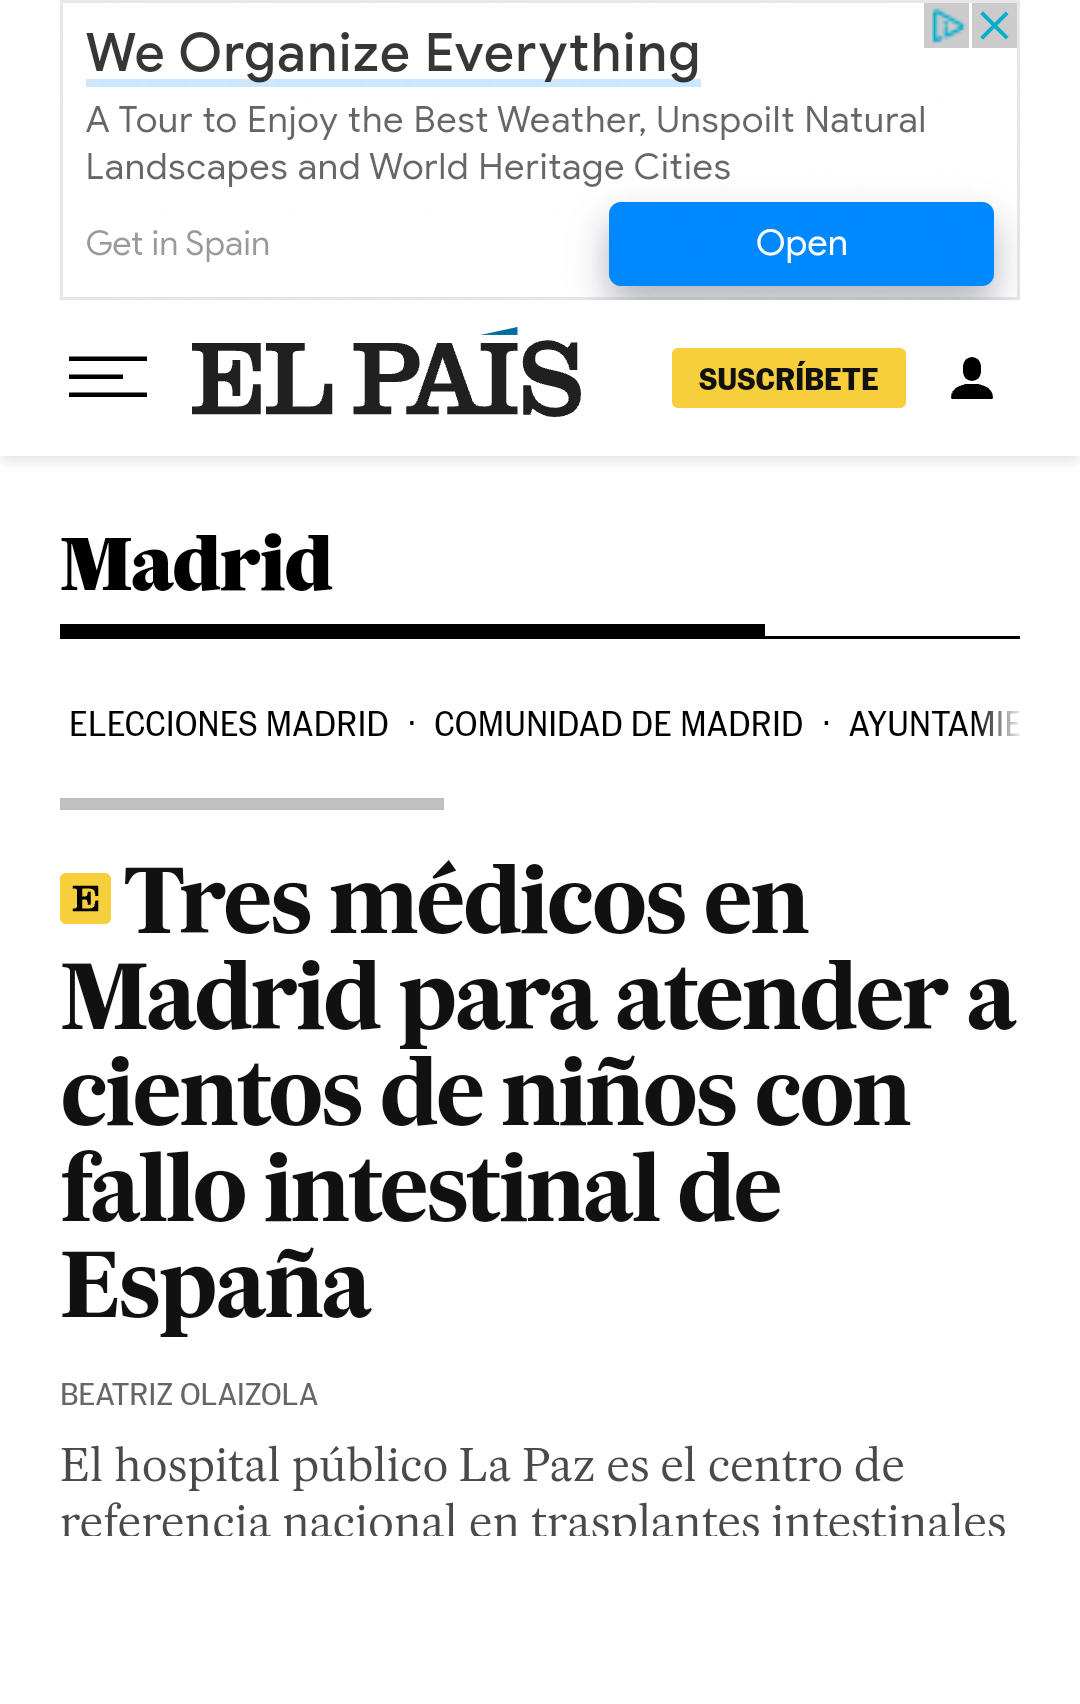 We Organize Everything
A Tour to Enjoy the Best Weather, Unspoilt Natural
Landscapes and World Heritage Cities
Get in Spain
Open
EL PAÍS
SUSCRÍBETE
Madrid
ELECCIONES MADRID · COMUNIDAD DE MADRID · AYUNTAMIE
E Tres médicos en
Madrid para atender a
cientos de niños con
fallo intestinal de
España
BEATRIZ OLAIZOLA
El hospital público La Paz es el centro de
referencia nacional en trasplantes intestinales